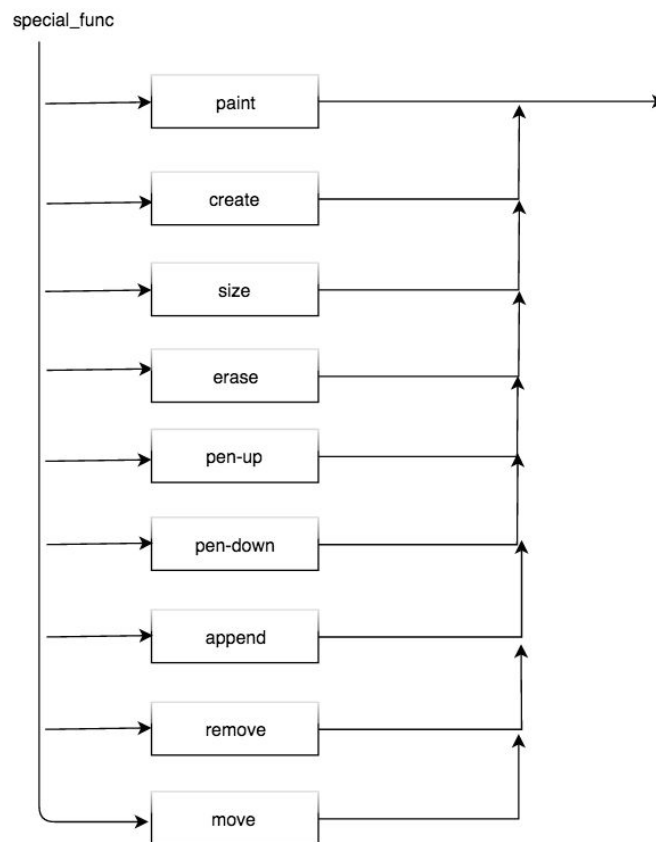 special_func
paint
create
size
erase
pen-up
pen-down
append
remove
move